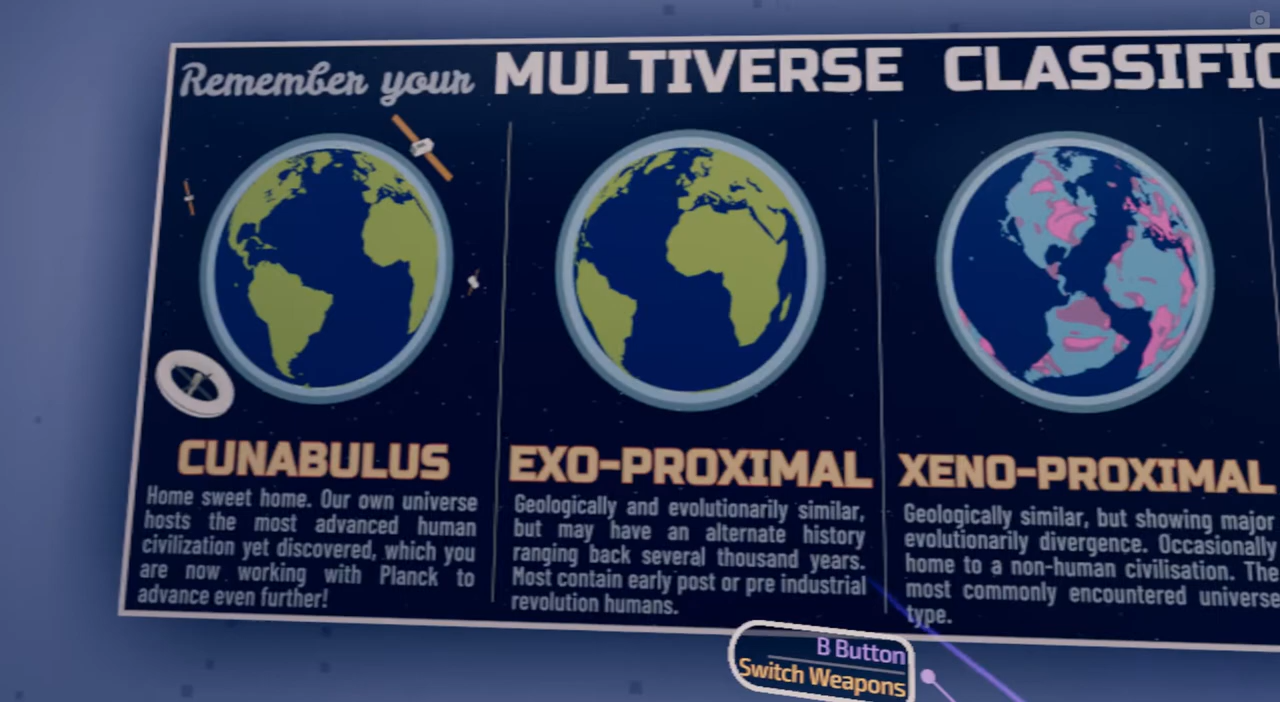 Remember your MULTIVERSE CLASSIFIC
CUNABULUS
Home sweet home. Our own universe
hosts the most advanced human
civilization yet discovered, which you
are now working with Planck to
advance even further!
EXO-PROXIMAL
Geologically and evolutionarily similar,
but may have an alternate history
ranging back several thousand years.
Most contain early post or pre industrial
revolution humans.
XENO-PROXIMAL
Geologically similar, but showing major
evolutionarily divergence. Occasionally
home to a non-human civilisation. The
most commonly encountered universe
type.
B Button
Switch Weapons